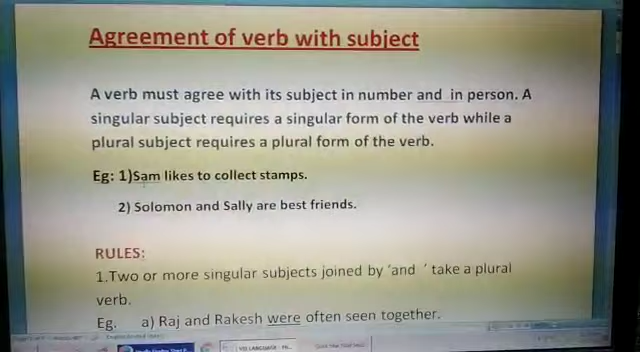 Agreement of verb with subject
A verb must agree with its subject in number and in person. A
singular subject requires a singular form of the verb while a
plural subject requires a plural form of the verb.
Eg: 1)Sam likes to collect stamps.
2) Solomon and Sally are best friends.
RULES:
1.Two or more singular subjects joined by 'and ' take a plural
verb.
Eg. a) Raj and Rakesh were often seen together.
VIII LANGUAGE - FR...